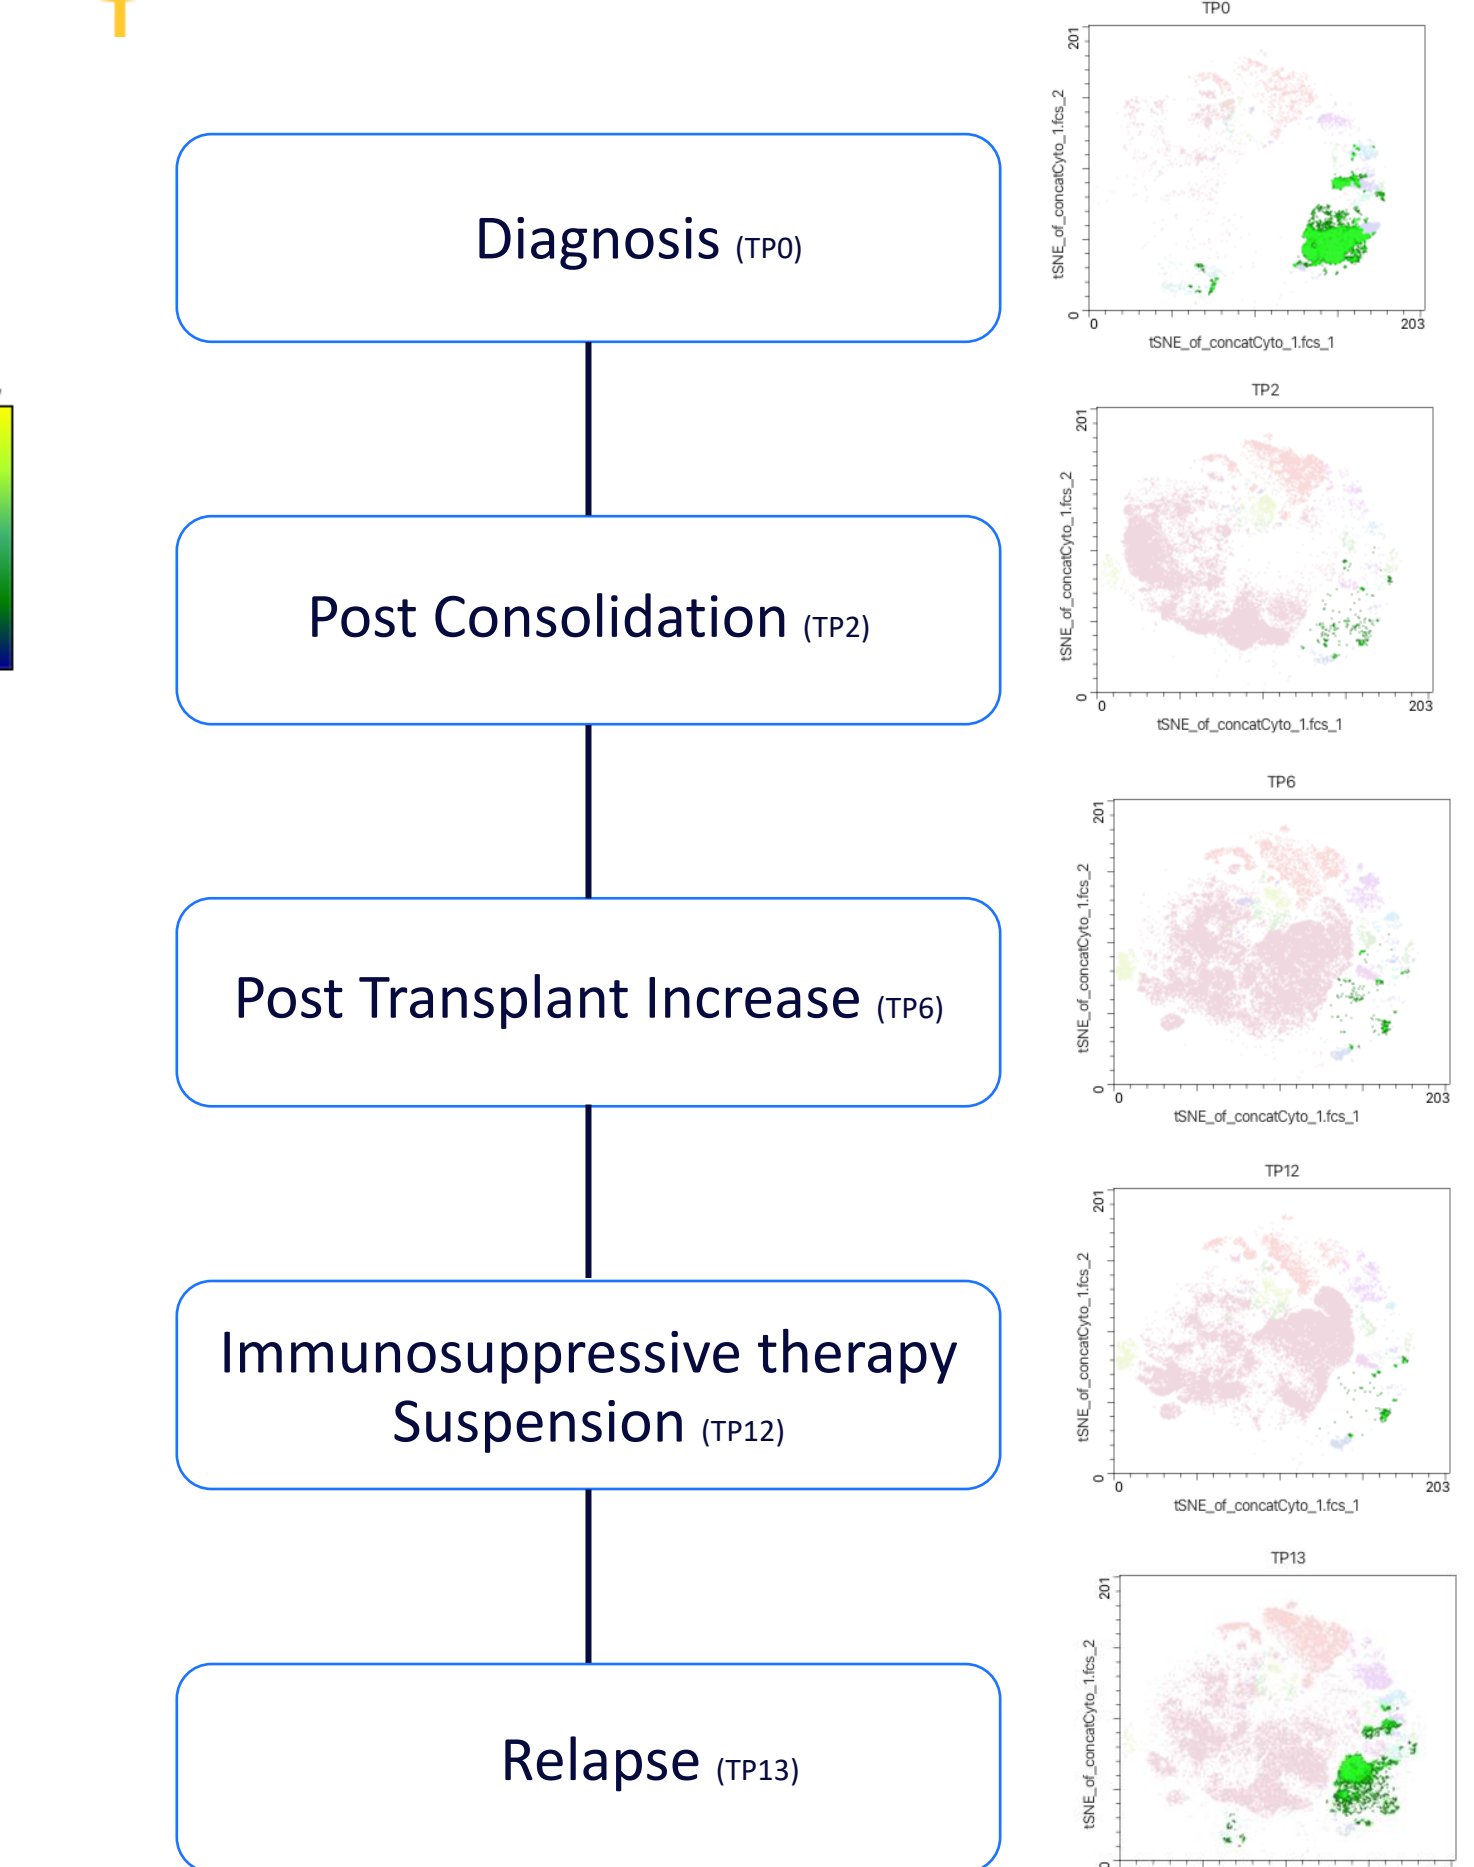 TP0
201
tSNE_of_concatCyto_1.fcs_2
0
0
203
tSNE_of_concatCyto_1.fcs_1
Diagnosis (TP0)
TP2
201
tSNE_of_concatCyto_1.fcs_2
0
0
203
tSNE_of_concatCyto_1.fcs_1
Post Consolidation (TP2)
TP6
201
tSNE_of_concatCyto_1.fcs_2
0
0
203
tSNE_of_concatCyto_1.fcs_1
Post Transplant Increase (TP6)
TP12
201
tSNE_of_concatCyto_1.fcs_2
0
0
203
tSNE_of_concatCyto_1.fcs_1
Immunosuppressive therapy
Suspension (TP12)
TP13
201
tSNE_of_concatCyto_1.fcs_2
0
Relapse (TP13)